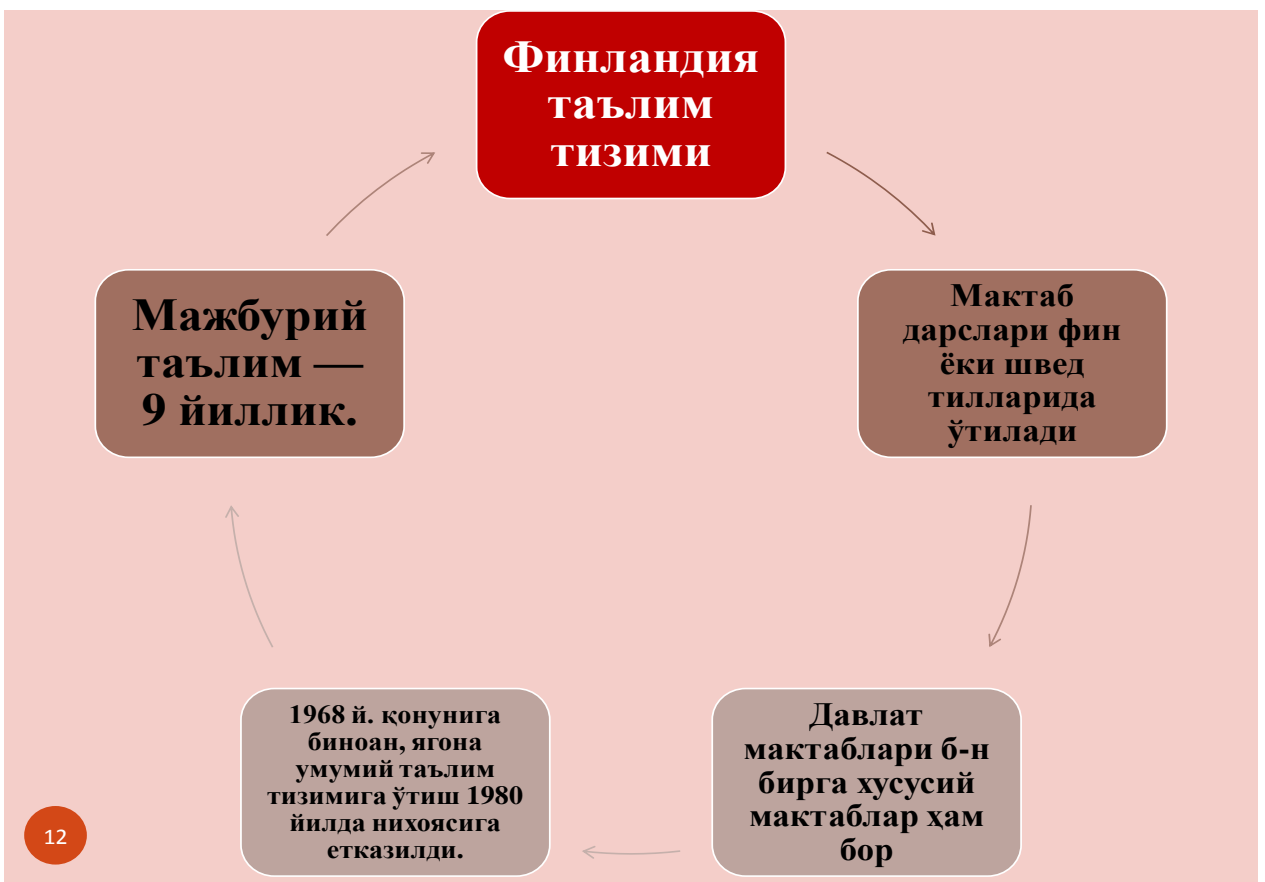 Финландия
таълим
тизими
Мактаб
дарслари фин
ёки швед
тилларида
ўтилади
Давлат
мактаблари б-н
бирга хусусий
мактаблар ҳам
бор
1968 й. қонунига
биноан, ягона
умумий таълим
тизимига ўтиш 1980
йилда нихоясига
етказилди.
Мажбурий
таълим —
9 йиллик.
12